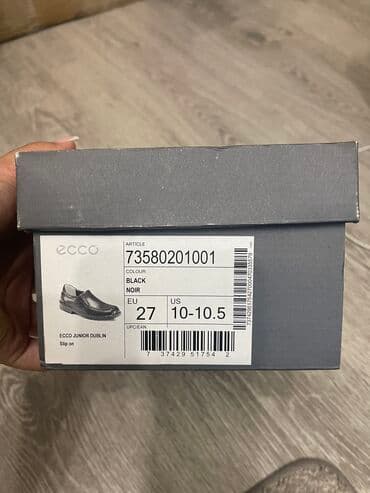 ecco
ARTICLE
73580201001
COLOUR
BLACK
NOIR
EU
27
US
10-10.5
UPC/EAN
7 37429 51754 2
ECCO JUNIOR DUBLIN
Slip on